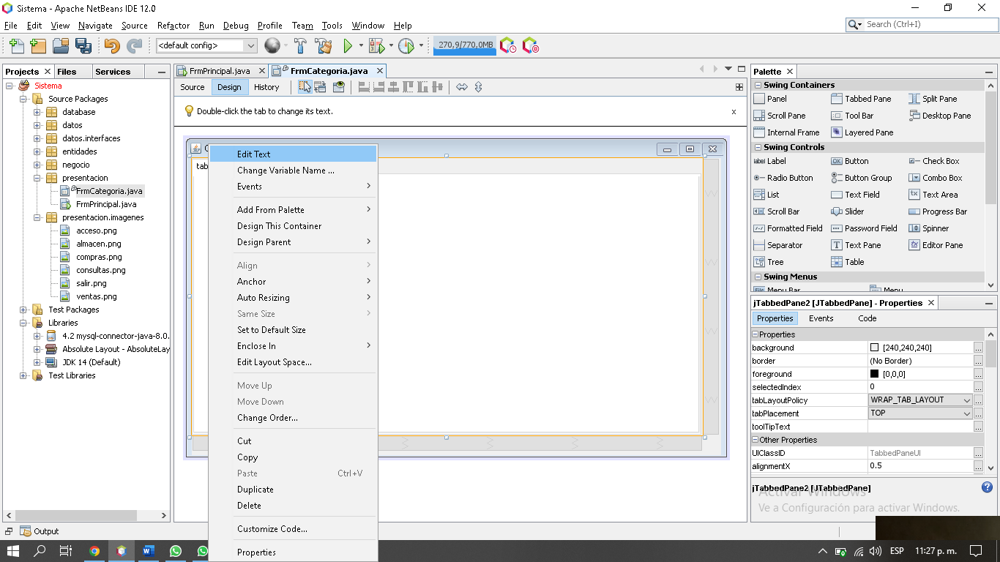 Sistema - Apache NetBeans IDE 12.0
File Edit View Navigate Source Refactor Run Debug Profile Team Tools Window Help
Search (Ctrl+I)
<default config>
270,9/770,0MB
Projects Files Services
FrmPrincipal.java FrmCategoria.java
Source Design History
Double-click the tab to change its text.
x
Sistema
Source Packages
database
datos
datos.interfaces
entidades
negocio
presentacion
FrmCategoria.java
FrmPrincipal.java
presentacion.imagenes
acceso.png
almacen.png
compras.png
consultas.png
salir.png
ventas.png
Test Packages
Libraries
4.2 mysql-connector-java-8.0.
Absolute Layout - AbsoluteLay
JDK 14 (Default)
Test Libraries
tab
Edit Text
Change Variable Name ...
Events
Add From Palette
Design This Container
Design Parent
Align
Anchor
Auto Resizing
Same Size
Set to Default Size
Enclose In
Edit Layout Space...
Move Up
Move Down
Change Order...
Cut
Copy
Paste Ctrl+V
Duplicate
Delete
Customize Code...
Properties
Palette
Swing Containers
Panel Tabbed Pane Split Pane
Scroll Pane Tool Bar Desktop Pane
Internal Frame Layered Pane
Swing Controls
label Label OK Button Check Box
Radio Button Button Group Combo Box
List Text Field Text Area
Scroll Bar Slider Progress Bar
Formatted Field Password Field Spinner
Separator Text Pane Editor Pane
Tree Table
Swing Menus
Menu Bar Menu
jTabbedPane2 [JTabbedPane] - Properties
Properties Events Code
Properties
background [240,240,240] ...
border (No Border) ...
foreground [0,0,0] ...
selectedIndex 0 ...
tabLayoutPolicy WRAP_TAB_LAYOUT ...
tabPlacement TOP ...
toolTipText ...
Other Properties
UIClassID TabbedPaneUI ...
alignmentX 0.5 ...
jTabbedPane2 [JTabbedPane]
Activar Windows
Ve a Configuración para activar Windows.
Output
ESP 11:27 p. m.